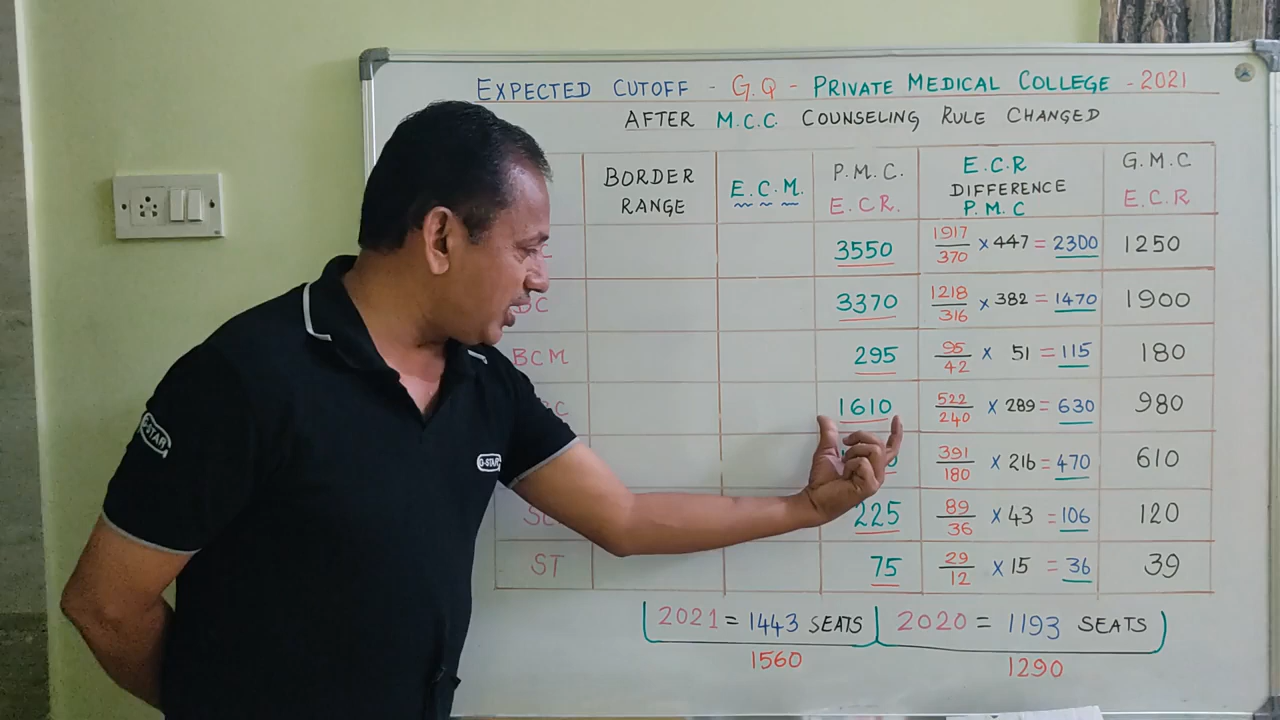 EXPECTED CUTOFF - G.Q - PRIVATE MEDICAL COLLEGE - 2021
AFTER M.C.C COUNSELING RULE CHANGED
BORDER RANGE E.C.M. P.M.C. E.C.R. E.C.R DIFFERENCE P.M.C G.M.C E.C.R
3550 1917/370 × 447 = 2300 1250
3370 1218/316 × 382 = 1470 1900
BCM 295 95/42 × 51 = 115 180
1610 522/240 × 289 = 630 980
391/180 × 216 = 470 610
225 89/36 × 43 = 106 120
ST 75 29/12 × 15 = 36 39
2021 = 1443 SEATS 2020 = 1193 SEATS
1560 1290
G-STAR
G-STAR